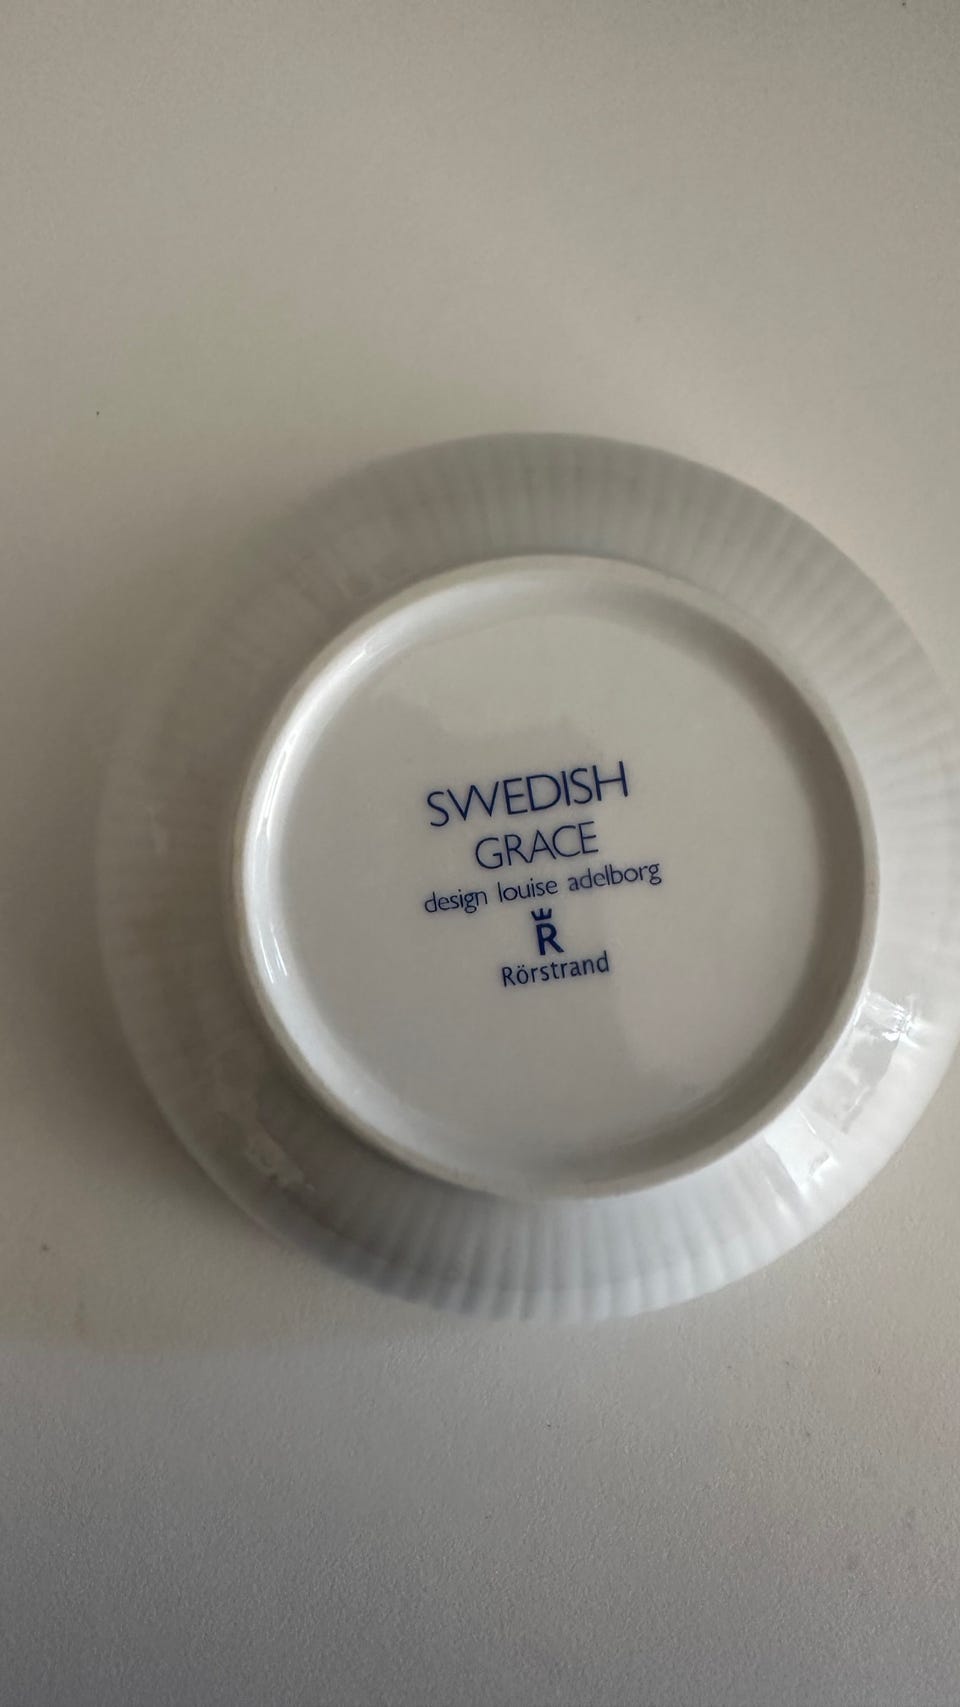 SWEDISH
GRACE
design louise adelborg
R
Rörstrand